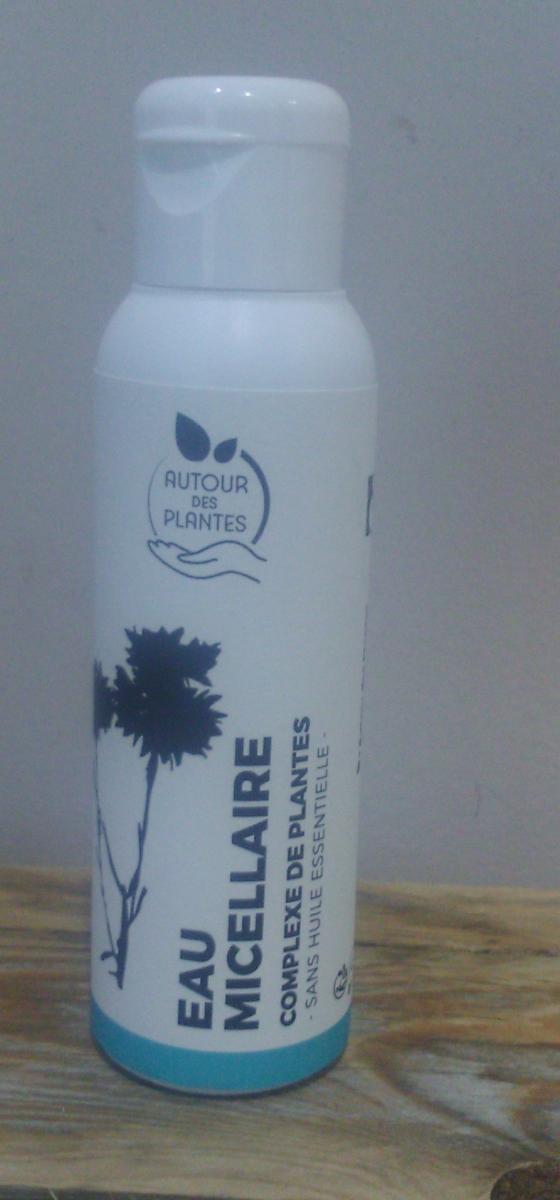 AUTOUR
DES
PLANTES
EAU
MICELLAIRE
COMPLEXE DE PLANTES
- SANS HUILE ESSENTIELLE -